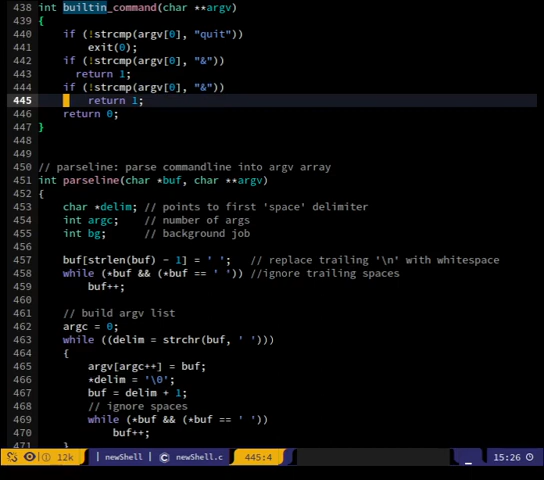 438 int builtin_command(char **argv)
439 {
440     if (!strcmp(argv[0], "quit"))
441         exit(0);
442     if (!strcmp(argv[0], "&"))
443       return 1;
444     if (!strcmp(argv[0], "&"))
445         return 1;
446     return 0;
447 }
448
449
450 // parseline: parse commandline into argv array
451 int parseline(char *buf, char **argv)
452 {
453     char *delim; // points to first 'space' delimiter
454     int argc;    // number of args
455     int bg;      // background job
456
457     buf[strlen(buf) - 1] = ' ';   // replace trailing '\n' with whitespace
458     while (*buf && (*buf == ' ')) //ignore trailing spaces
459         buf++;
460
461     // build argv list
462     argc = 0;
463     while ((delim = strchr(buf, ' ')))
464     {
465         argv[argc++] = buf;
466         *delim = '\0';
467         buf = delim + 1;
468         // ignore spaces
469         while (*buf && (*buf == ' '))
470             buf++;
471     }
12k | newShell | C newShell.c 445:4 15:26